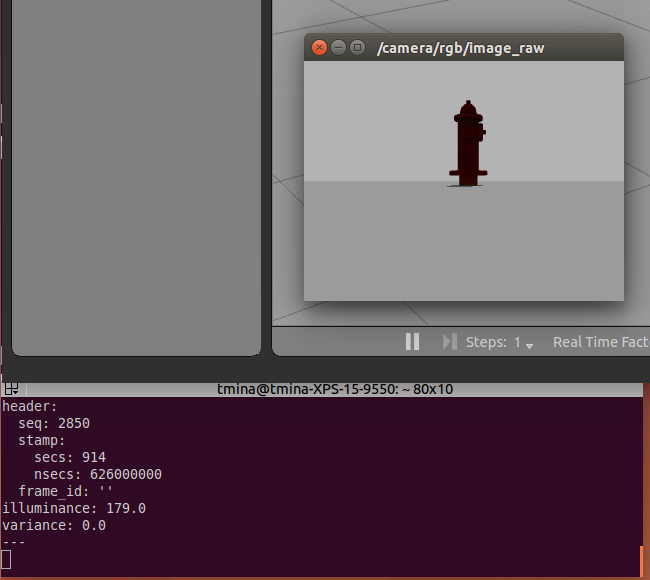 /camera/rgb/image_raw
Steps: 1
Real Time Fact
tmina@tmina-XPS-15-9550: ~ 80x10
header:
  seq: 2850
  stamp:
    secs: 914
    nsecs: 626000000
  frame_id: ''
illuminance: 179.0
variance: 0.0
---